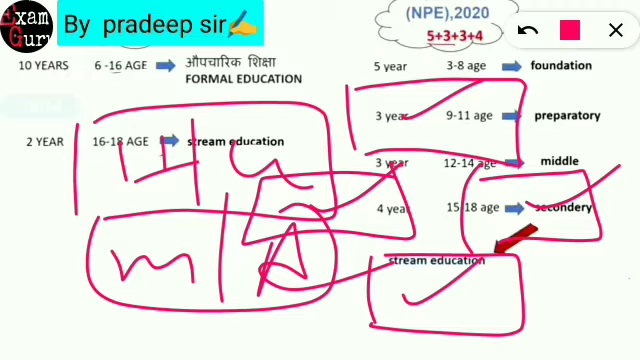 Exam
Guru
By pradeep sir✍
(NPE),2020
5+3+3+4
10 YEARS 6 -16 AGE औपचारिक शिक्षा
FORMAL EDUCATION
5 year 3-8 age foundation
3 year 9-11 age preparatory
2 YEAR 16-18 AGE stream education
3 year 12-14 age middle
4 year 15-18 age secondery
stream education
m A